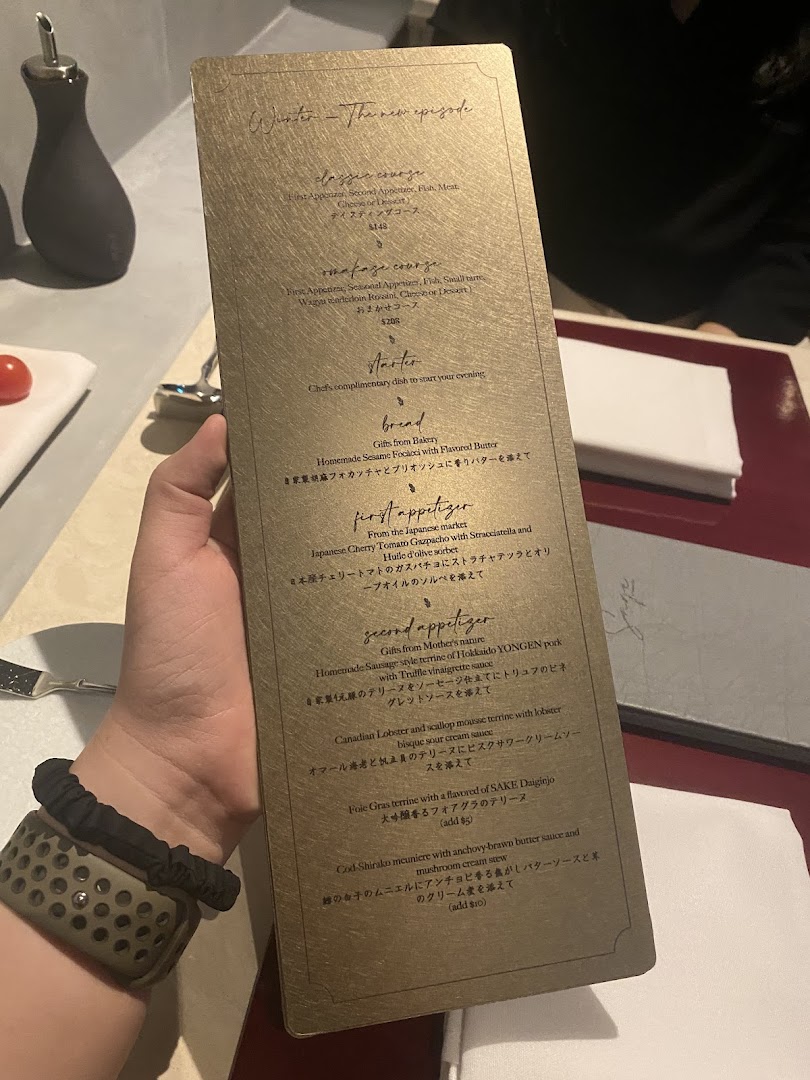 Winter – The new episode
classic course
First Appetizer, Second Appetizer, Fish, Meat,
Cheese or Dessert )
テイスティングコース
$148
omakase course
First Appetizer, Seasonal Appetizer, Fish, Small tarte,
Wagyu tenderloin Rossini, Cheese or Dessert )
おまかせコース
$208
starter
Chef's complimentary dish to start your evening
bread
Gifts from Bakery
Homemade Sesame Focacci with Flavored Butter
家製胡麻フォカッチャとブリオッシュに香りバターを添えて
first appetizer
From the Japanese market
Japanese Cherry Tomato Gazpacho with Stracciatella and
Huile d'olive sorbet
本産チェリートマトのガスパチョにストラチャテッラとオリ
ーブオイルのソルベを添えて
second appetizer
Gifts from Mother's nature
Homemade Sausage style terrine of Hokkaido YONGEN pork
with Truffle vinaigrette sauce
家製4元豚のテリーヌをソーセージ仕立てにトリュフのビネ
グレットソースを添えて
Canadian Lobster and scallop mousse terrine with lobster
bisque sour cream sauce
オマール海老と帆立貝のテリーヌにビスクサワークリームソー
スを添えて
Foie Gras terrine with a flavored of SAKE Daiginjo
大吟醸香るフォアグラのテリーヌ
(add $5)
Cod-Shirako meuniere with anchovy-brawn butter sauce and
mushroom cream stew
鱈の白子のムニエルにアンチョビ香る焦がしバターソースと茸
のクリーム煮を添えて
(add $10)